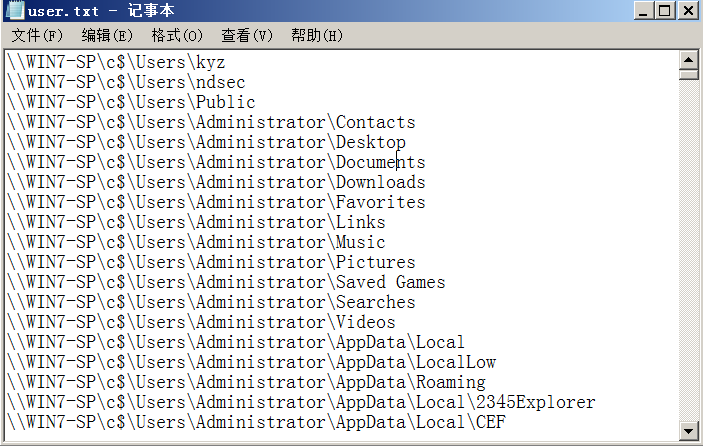 user.txt - 记事本
文件(F) 编辑(E) 格式(O) 查看(V) 帮助(H)
\\WIN7-SP\c$\Users\kyz
\\WIN7-SP\c$\Users\ndsec
\\WIN7-SP\c$\Users\Public
\\WIN7-SP\c$\Users\Administrator\Contacts
\\WIN7-SP\c$\Users\Administrator\Desktop
\\WIN7-SP\c$\Users\Administrator\Documents
\\WIN7-SP\c$\Users\Administrator\Downloads
\\WIN7-SP\c$\Users\Administrator\Favorites
\\WIN7-SP\c$\Users\Administrator\Links
\\WIN7-SP\c$\Users\Administrator\Music
\\WIN7-SP\c$\Users\Administrator\Pictures
\\WIN7-SP\c$\Users\Administrator\Saved Games
\\WIN7-SP\c$\Users\Administrator\Searches
\\WIN7-SP\c$\Users\Administrator\Videos
\\WIN7-SP\c$\Users\Administrator\AppData\Local
\\WIN7-SP\c$\Users\Administrator\AppData\LocalLow
\\WIN7-SP\c$\Users\Administrator\AppData\Roaming
\\WIN7-SP\c$\Users\Administrator\AppData\Local\2345Explorer
\\WIN7-SP\c$\Users\Administrator\AppData\Local\CEF